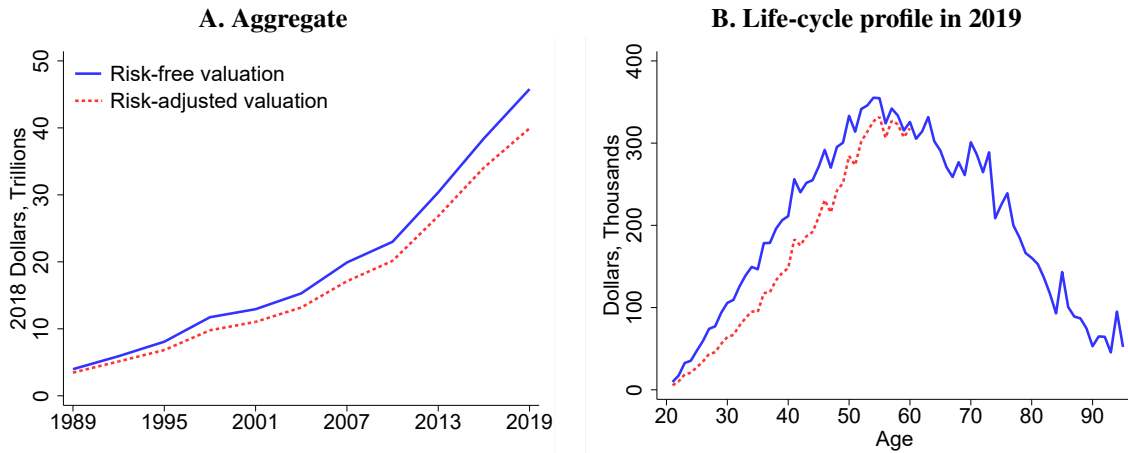 A. Aggregate
2018 Dollars, Trillions
50
40
30
20
10
0
Risk-free valuation
Risk-adjusted valuation
1989 1995 2001 2007 2013 2019
B. Life-cycle profile in 2019
Dollars, Thousands
400
300
200
100
0
20 30 40 50 60 70 80 90
Age